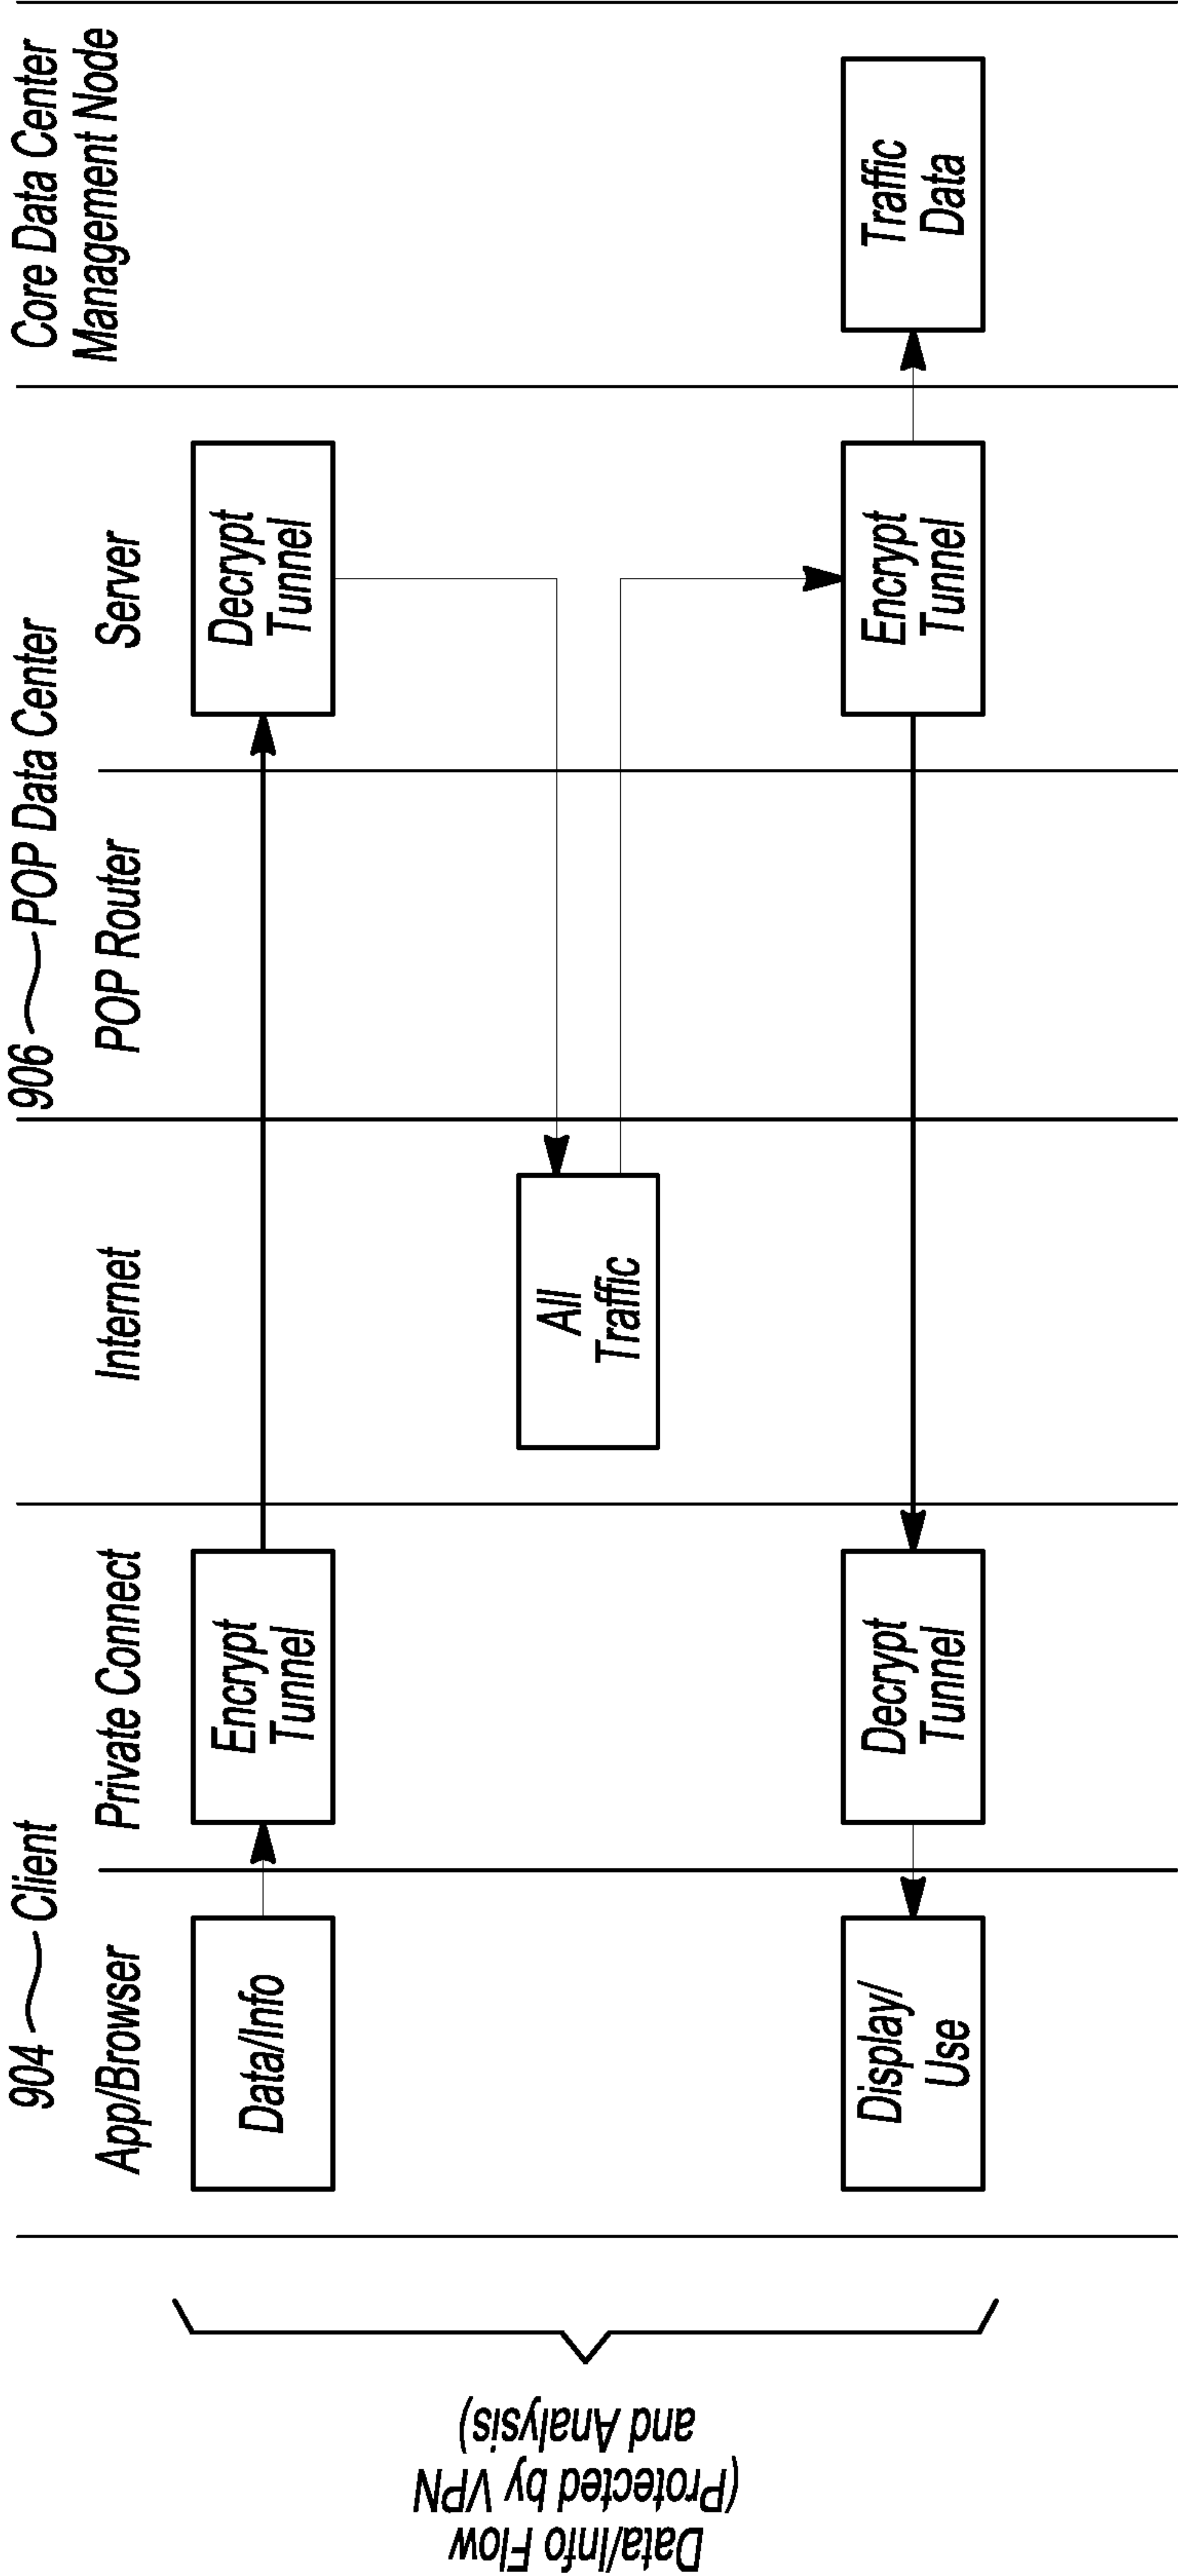 904
Client
906
POP Data Center
Core Data Center
Management Node
App/Browser
Private Connect
Internet
POP Router
Server
Data/Info
Encrypt
Tunnel
Decrypt
Tunnel
All
Traffic
Display/
Use
Decrypt
Tunnel
Encrypt
Tunnel
Traffic
Data
Data/Info Flow
(Protected by VPN
and Analysis)